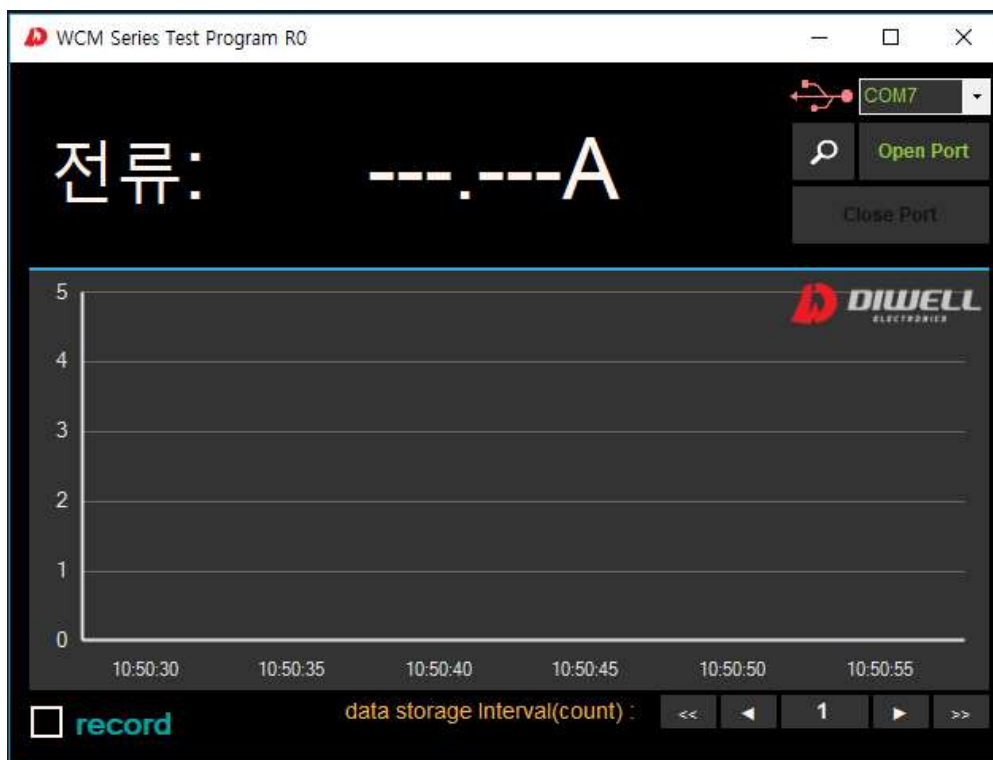 WCM Series Test Program R0
COM7
전류: ---.---A
Open Port
Close Port
DIWELL
ELECTRONICS
5
4
3
2
1
0
10:50:30 10:50:35 10:50:40 10:50:45 10:50:50 10:50:55
record
data storage Interval(count) : << ◄ 1 ► >>